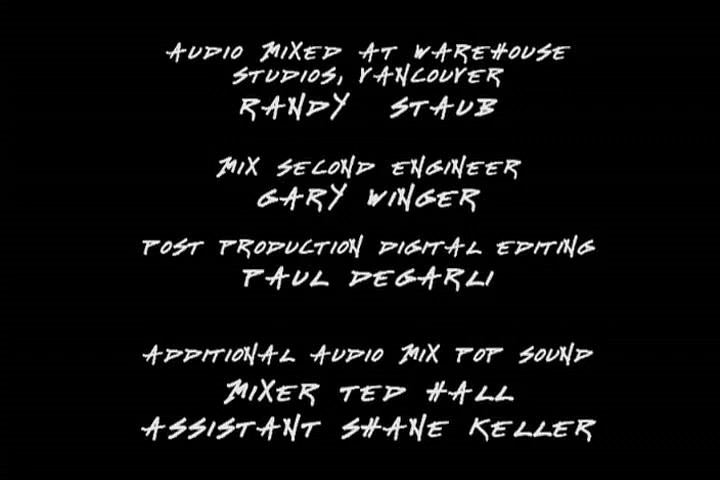 AUDIO MIXED AT WAREHOUSE
STUDIOS, VANCOUVER
RANDY STAUB
MIX SECOND ENGINEER
GARY WINGER
POST PRODUCTION DIGITAL EDITING
PAUL DEGARLI
ADDITIONAL AUDIO MIX POP SOUND
MIXER TED HALL
ASSISTANT SHANE KELLER